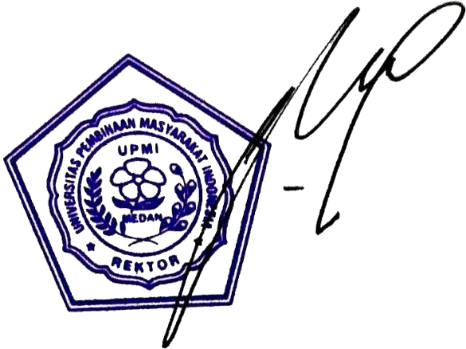 UNIVERSITAS PEMBINAAN MASYARAKAT INDONESIA
UPMI
MEDAN
REKTOR